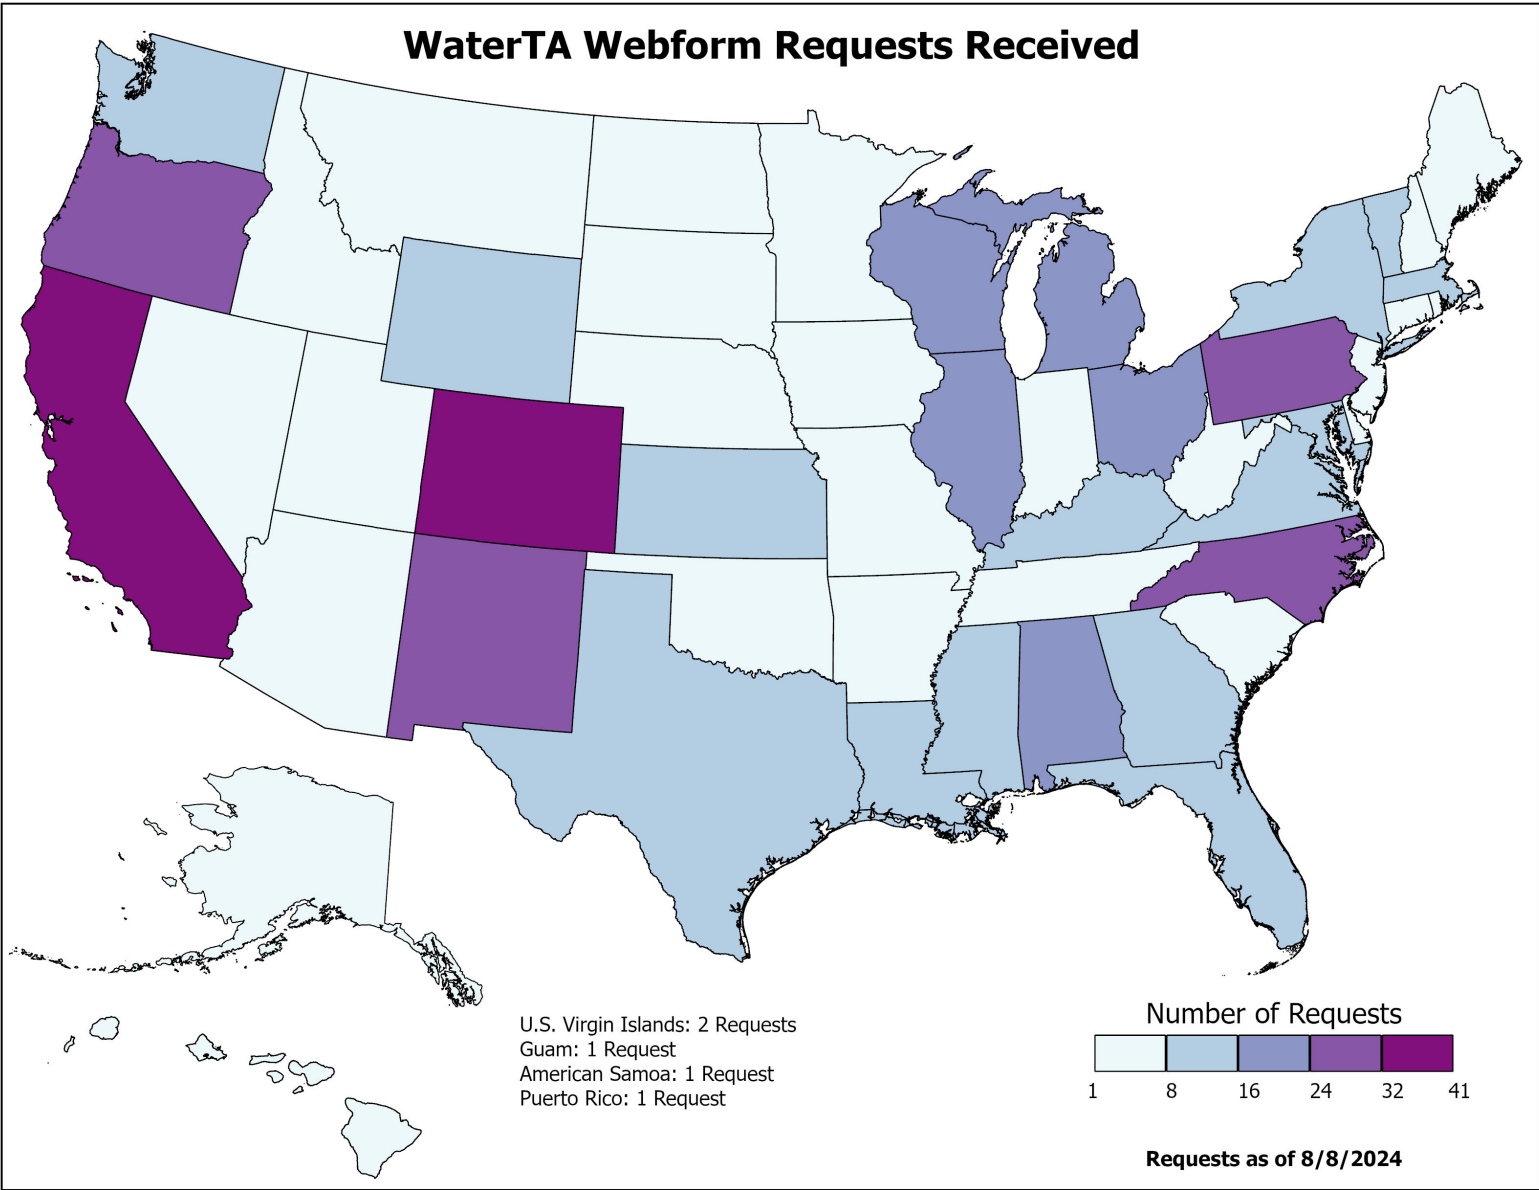 WaterTA Webform Requests Received
U.S. Virgin Islands: 2 Requests
Guam: 1 Request
American Samoa: 1 Request
Puerto Rico: 1 Request
Number of Requests
1 8 16 24 32 41
Requests as of 8/8/2024